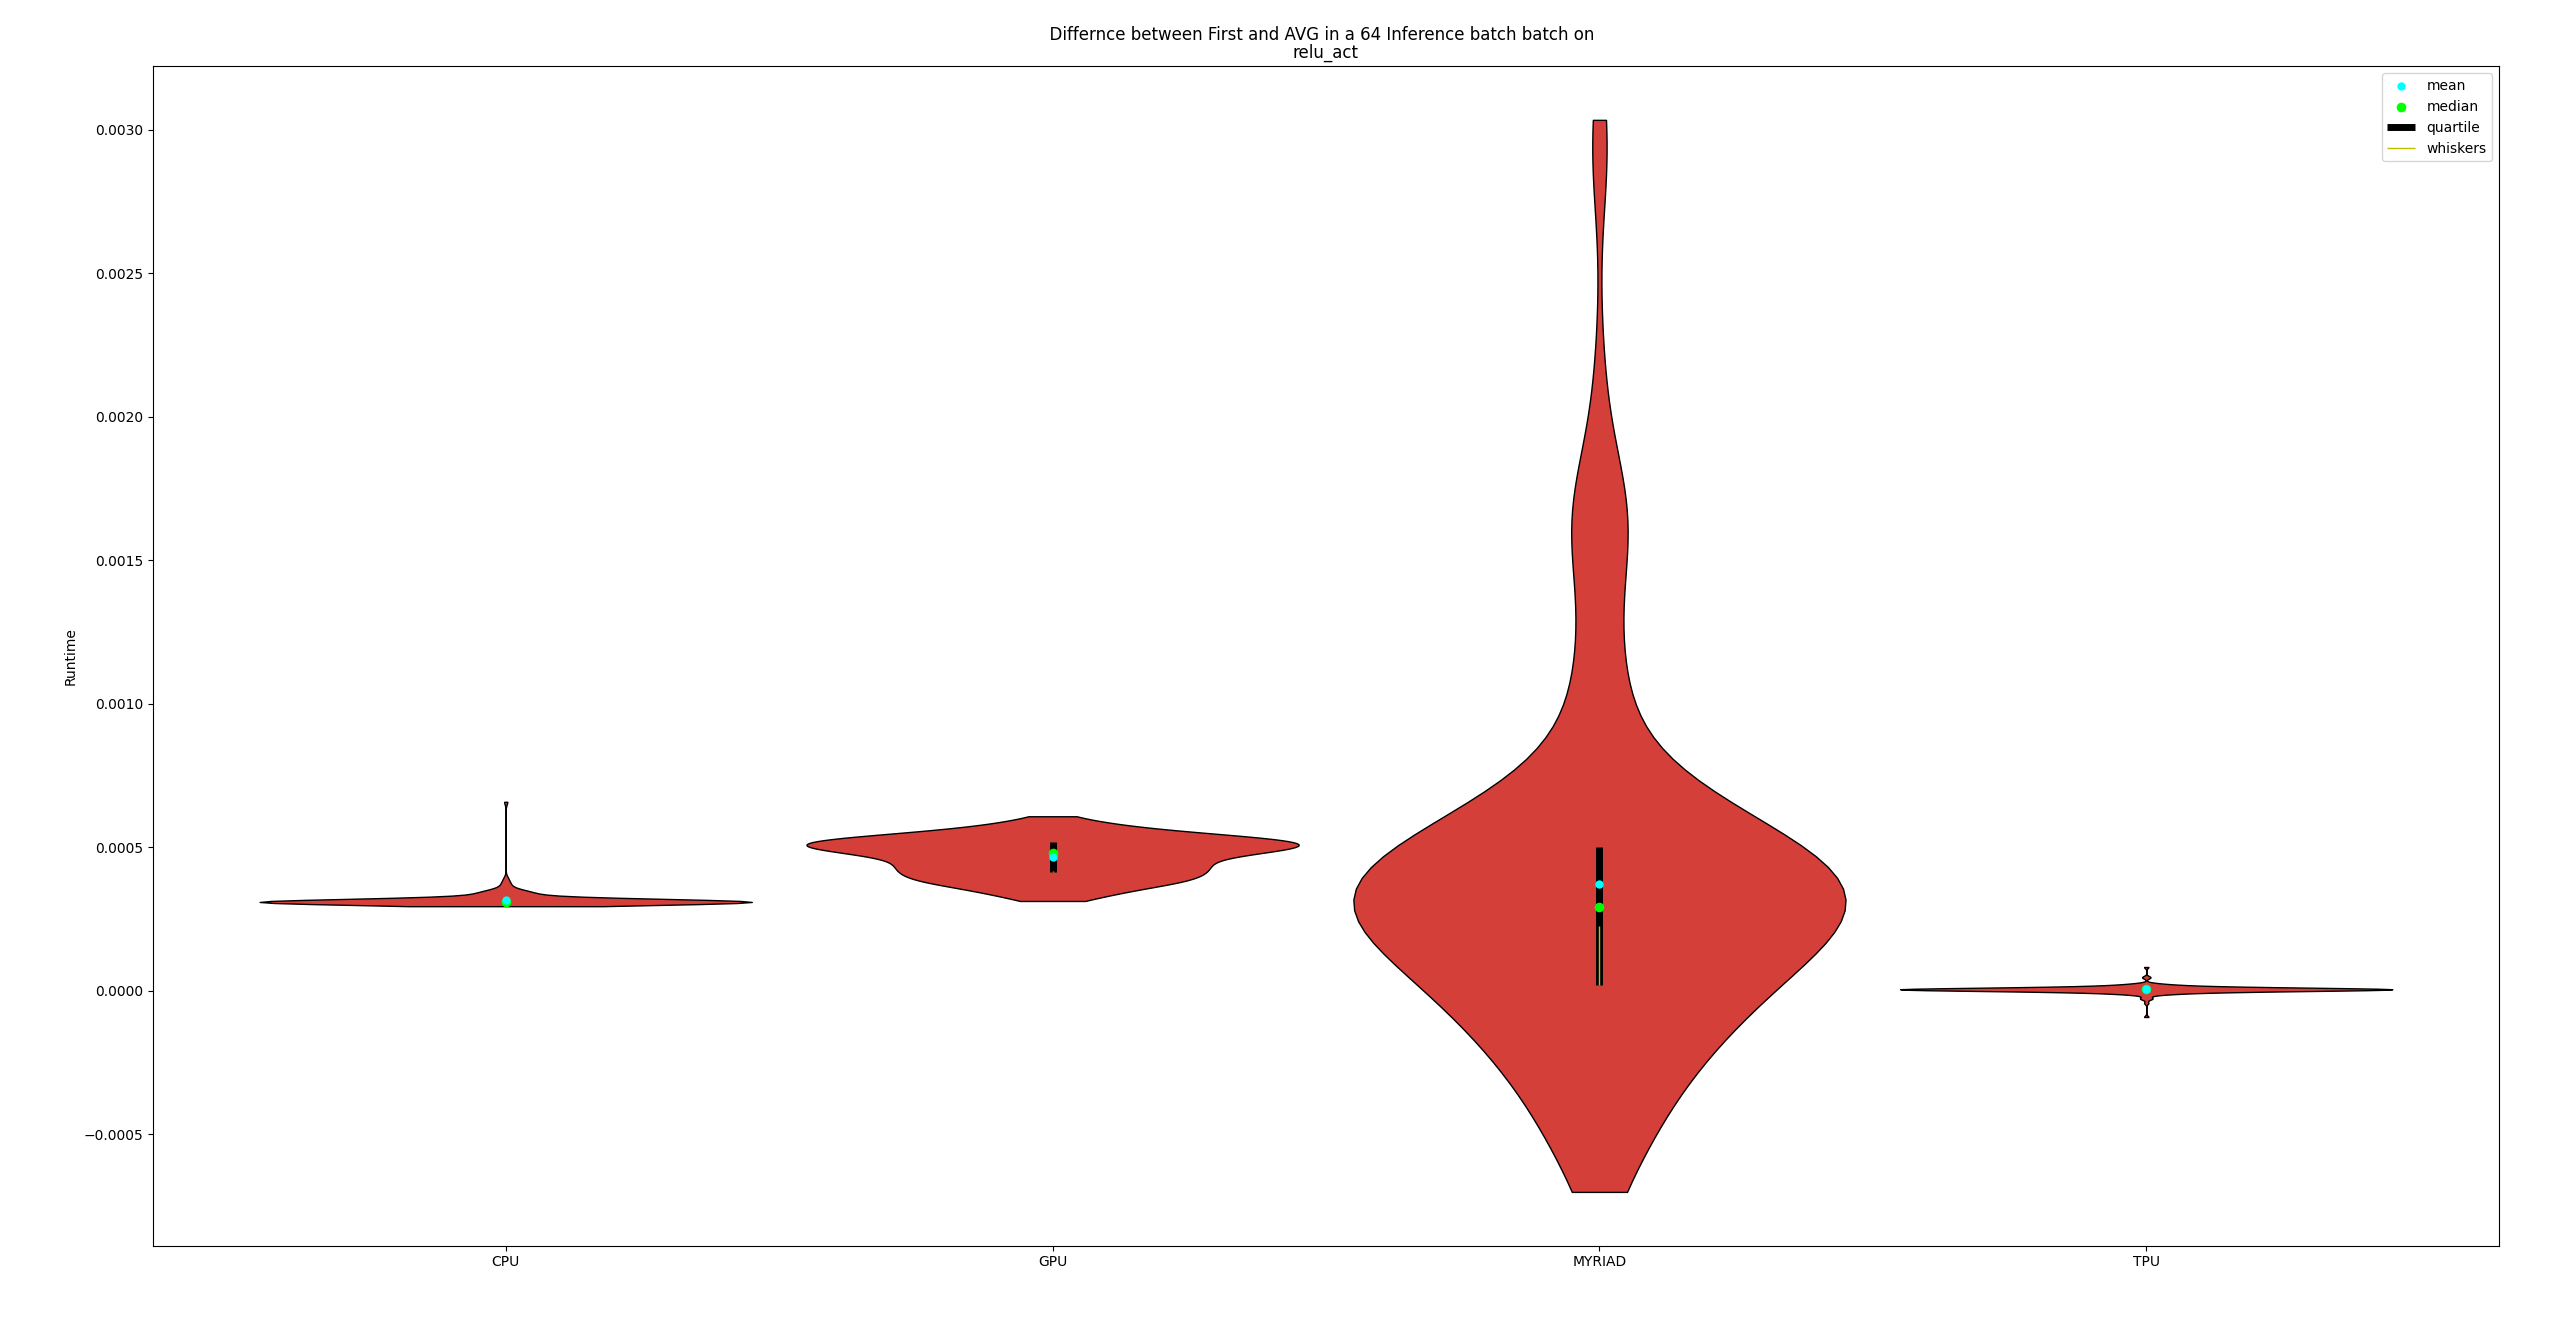 Differnce between First and AVG in a 64 Inference batch batch on
relu_act
mean
median
quartile
whiskers
0.0030
0.0025
0.0020
0.0015
0.0010
0.0005
0.0000
−0.0005
Runtime
CPU
GPU
MYRIAD
TPU